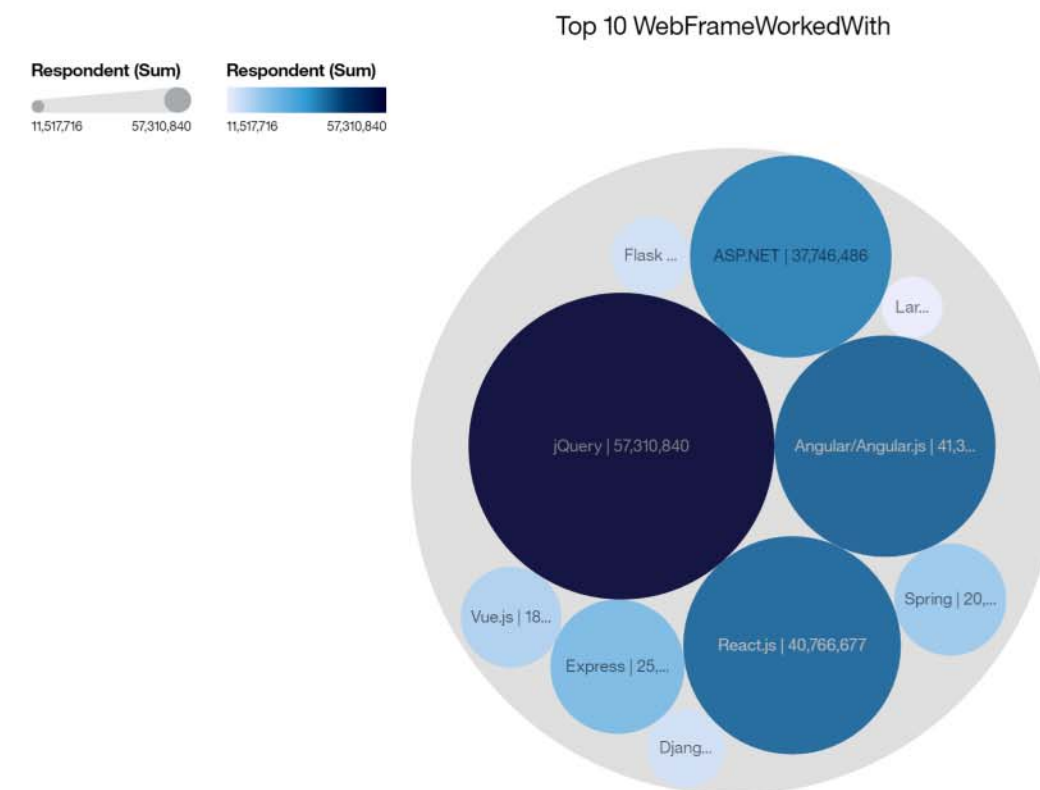 Top 10 WebFrameWorkedWith
Respondent (Sum) Respondent (Sum)
11,517,716 57,310,840 11,517,716 57,310,840
Flask ...
ASP.NET | 37,746,486
Lar...
jQuery | 57,310,840
Angular/Angular.js | 41,3...
Spring | 20,...
Vue.js | 18...
React.js | 40,766,677
Express | 25,...
Djang...